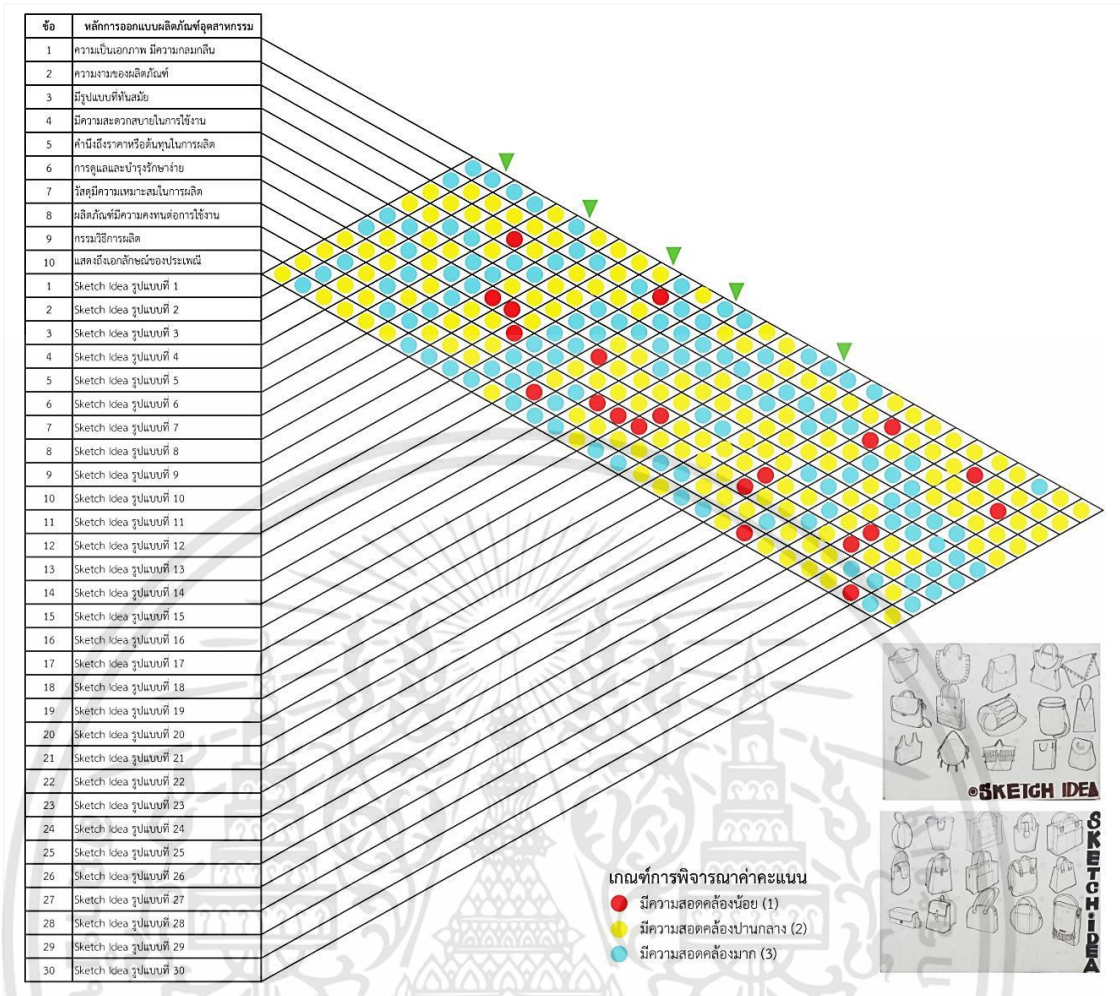 ข้อ หลักการออกแบบผลิตภัณฑ์อุตสาหกรรม
1 ความเป็นเอกภาพ มีความกลมกลืน
2 ความงามของผลิตภัณฑ์
3 มีรูปแบบที่ทันสมัย
4 มีความสะดวกสบายในการใช้งาน
5 คำนึงถึงราคาหรือต้นทุนในการผลิต
6 การดูแลและบำรุงรักษาง่าย
7 วัสดุมีความเหมาะสมในการผลิต
8 ผลิตภัณฑ์มีความคงทนต่อการใช้งาน
9 กรรมวิธีการผลิต
10 แสดงถึงเอกลักษณ์ของประเพณี
1 Sketch Idea รูปแบบที่ 1
2 Sketch Idea รูปแบบที่ 2
3 Sketch Idea รูปแบบที่ 3
4 Sketch Idea รูปแบบที่ 4
5 Sketch Idea รูปแบบที่ 5
6 Sketch Idea รูปแบบที่ 6
7 Sketch Idea รูปแบบที่ 7
8 Sketch Idea รูปแบบที่ 8
9 Sketch Idea รูปแบบที่ 9
10 Sketch Idea รูปแบบที่ 10
11 Sketch Idea รูปแบบที่ 11
12 Sketch Idea รูปแบบที่ 12
13 Sketch Idea รูปแบบที่ 13
14 Sketch Idea รูปแบบที่ 14
15 Sketch Idea รูปแบบที่ 15
16 Sketch Idea รูปแบบที่ 16
17 Sketch Idea รูปแบบที่ 17
18 Sketch Idea รูปแบบที่ 18
19 Sketch Idea รูปแบบที่ 19
20 Sketch Idea รูปแบบที่ 20
21 Sketch Idea รูปแบบที่ 21
22 Sketch Idea รูปแบบที่ 22
23 Sketch Idea รูปแบบที่ 23
24 Sketch Idea รูปแบบที่ 24
25 Sketch Idea รูปแบบที่ 25
26 Sketch Idea รูปแบบที่ 26
27 Sketch Idea รูปแบบที่ 27
28 Sketch Idea รูปแบบที่ 28
29 Sketch Idea รูปแบบที่ 29
30 Sketch Idea รูปแบบที่ 30
SKETCH IDEA
SKETCH·IDEA
เกณฑ์การพิจารณาค่าคะแนน
มีความสอดคล้องน้อย (1)
มีความสอดคล้องปานกลาง (2)
มีความสอดคล้องมาก (3)